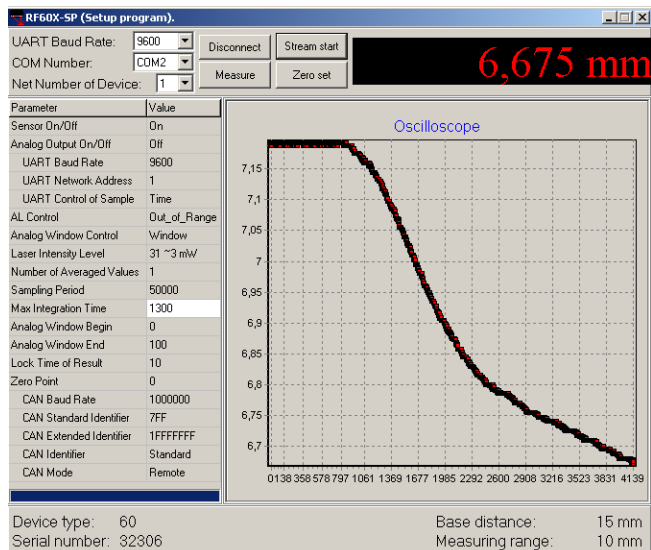 RF60X-SP (Setup program).
UART Baud Rate: 9600 Disconnect Stream start
COM Number: COM2
Net Number of Device: 1 Measure Zero set
6,675 mm
Parameter Value
Sensor On/Off On
Analog Output On/Off Off
UART Baud Rate 9600
UART Network Address 1
UART Control of Sample Time
AL Control Out_of_Range
Analog Window Control Window
Laser Intensity Level 31 ~3 mW
Number of Averaged Values 1
Sampling Period 50000
Max Integration Time 1300
Analog Window Begin 0
Analog Window End 100
Lock Time of Result 10
Zero Point 0
CAN Baud Rate 1000000
CAN Standard Identifier 7FF
CAN Extended Identifier 1FFFFFFF
CAN Identifier Standard
CAN Mode Remote
Oscilloscope
7,15
7,1
7,05
7
6,95
6,9
6,85
6,8
6,75
6,7
0 138 358 578 797 1061 1369 1677 1985 2292 2600 2908 3216 3523 3831 4139
Device type: 60
Serial number: 32306
Base distance: 15 mm
Measuring range: 10 mm